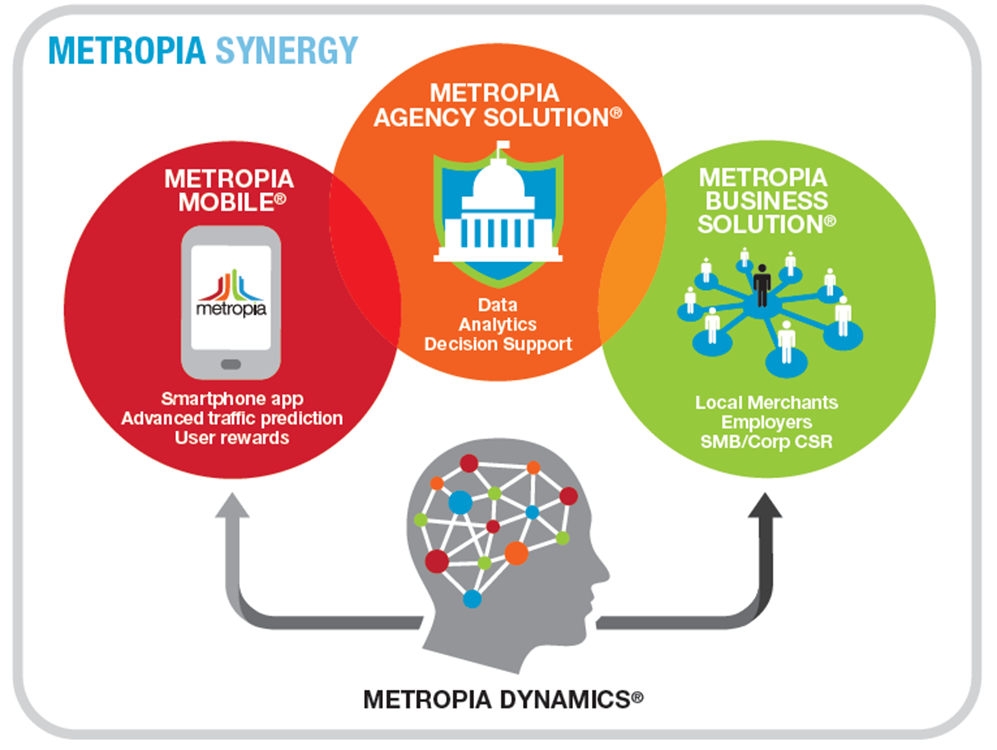 METROPIA SYNERGY
METROPIA
AGENCY SOLUTION®
Data
Analytics
Decision Support
METROPIA
MOBILE®
metropia
Smartphone app
Advanced traffic prediction
User rewards
METROPIA
BUSINESS
SOLUTION®
Local Merchants
Employers
SMB/Corp CSR
METROPIA DYNAMICS®